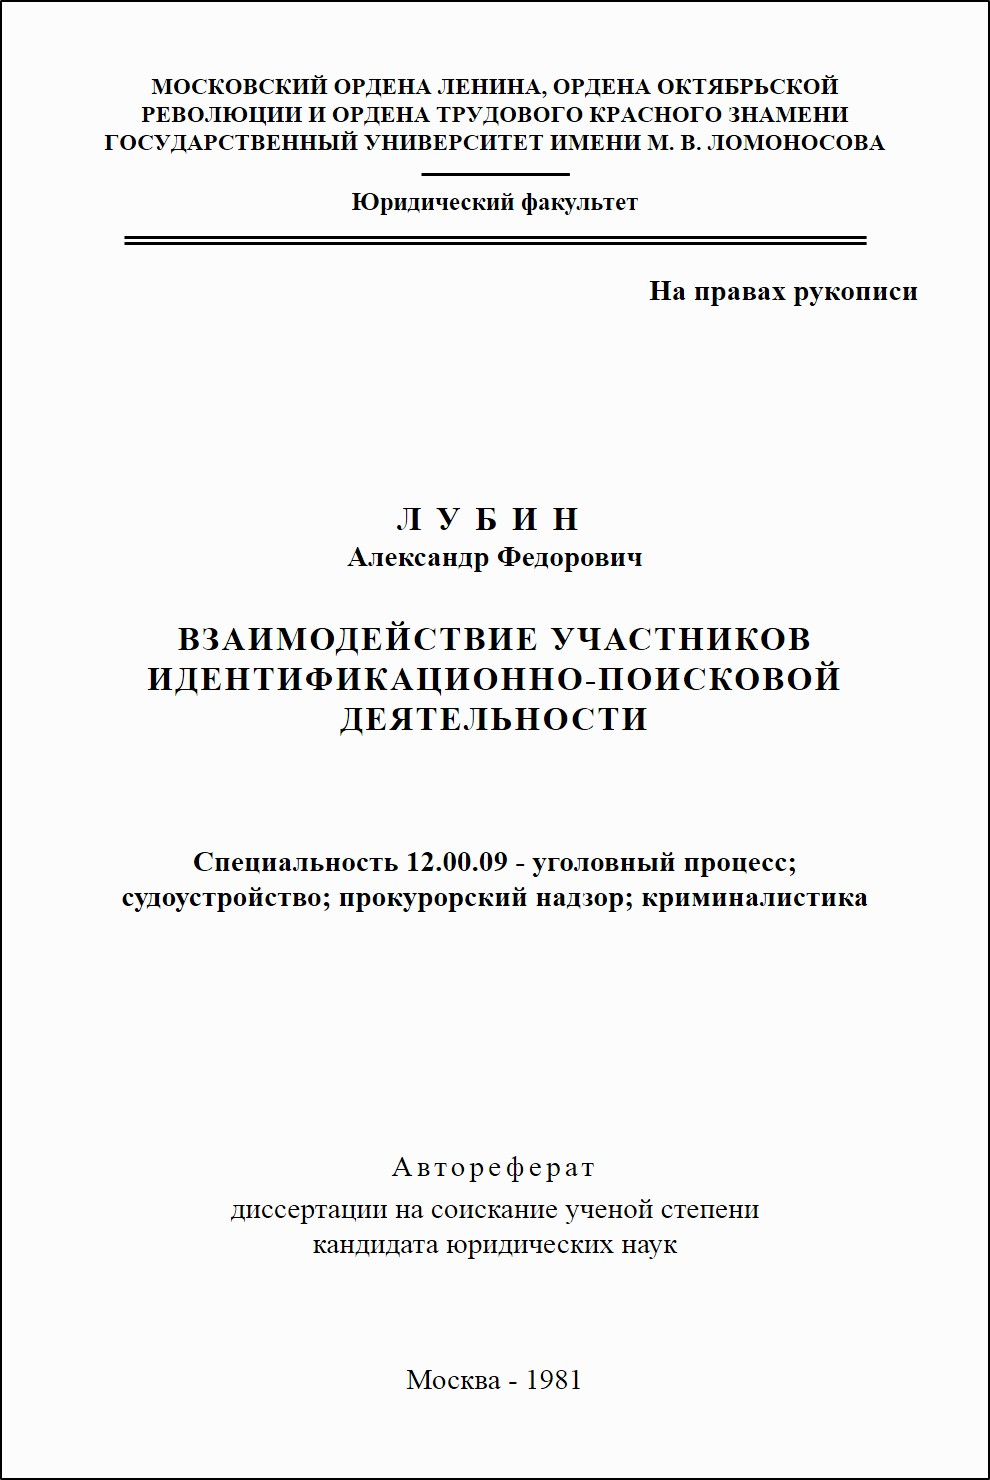 МОСКОВСКИЙ ОРДЕНА ЛЕНИНА, ОРДЕНА ОКТЯБРЬСКОЙ
РЕВОЛЮЦИИ И ОРДЕНА ТРУДОВОГО КРАСНОГО ЗНАМЕНИ
ГОСУДАРСТВЕННЫЙ УНИВЕРСИТЕТ ИМЕНИ М. В. ЛОМОНОСОВА
Юридический факультет
На правах рукописи
Л У Б И Н
Александр Федорович
ВЗАИМОДЕЙСТВИЕ УЧАСТНИКОВ
ИДЕНТИФИКАЦИОННО-ПОИСКОВОЙ
ДЕЯТЕЛЬНОСТИ
Специальность 12.00.09 - уголовный процесс;
судоустройство; прокурорский надзор; криминалистика
Автореферат
диссертации на соискание ученой степени
кандидата юридических наук
Москва - 1981